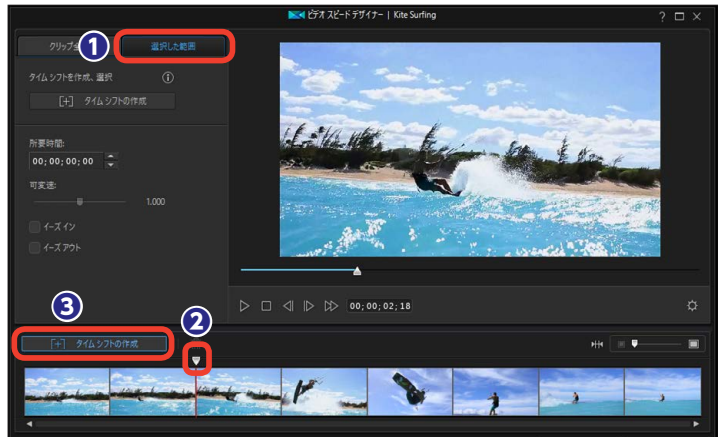 ビデオ スピード デザイナー | Kite Surfing
?
クリップ全
1
選択した範囲
タイム シフトを作成、選択
[+] タイム シフトの作成
所要時間:
00;00;00;00
可変速:
1.000
イーズ イン
イーズ アウト
00;00;02;18
3
2
[+] タイム シフトの作成